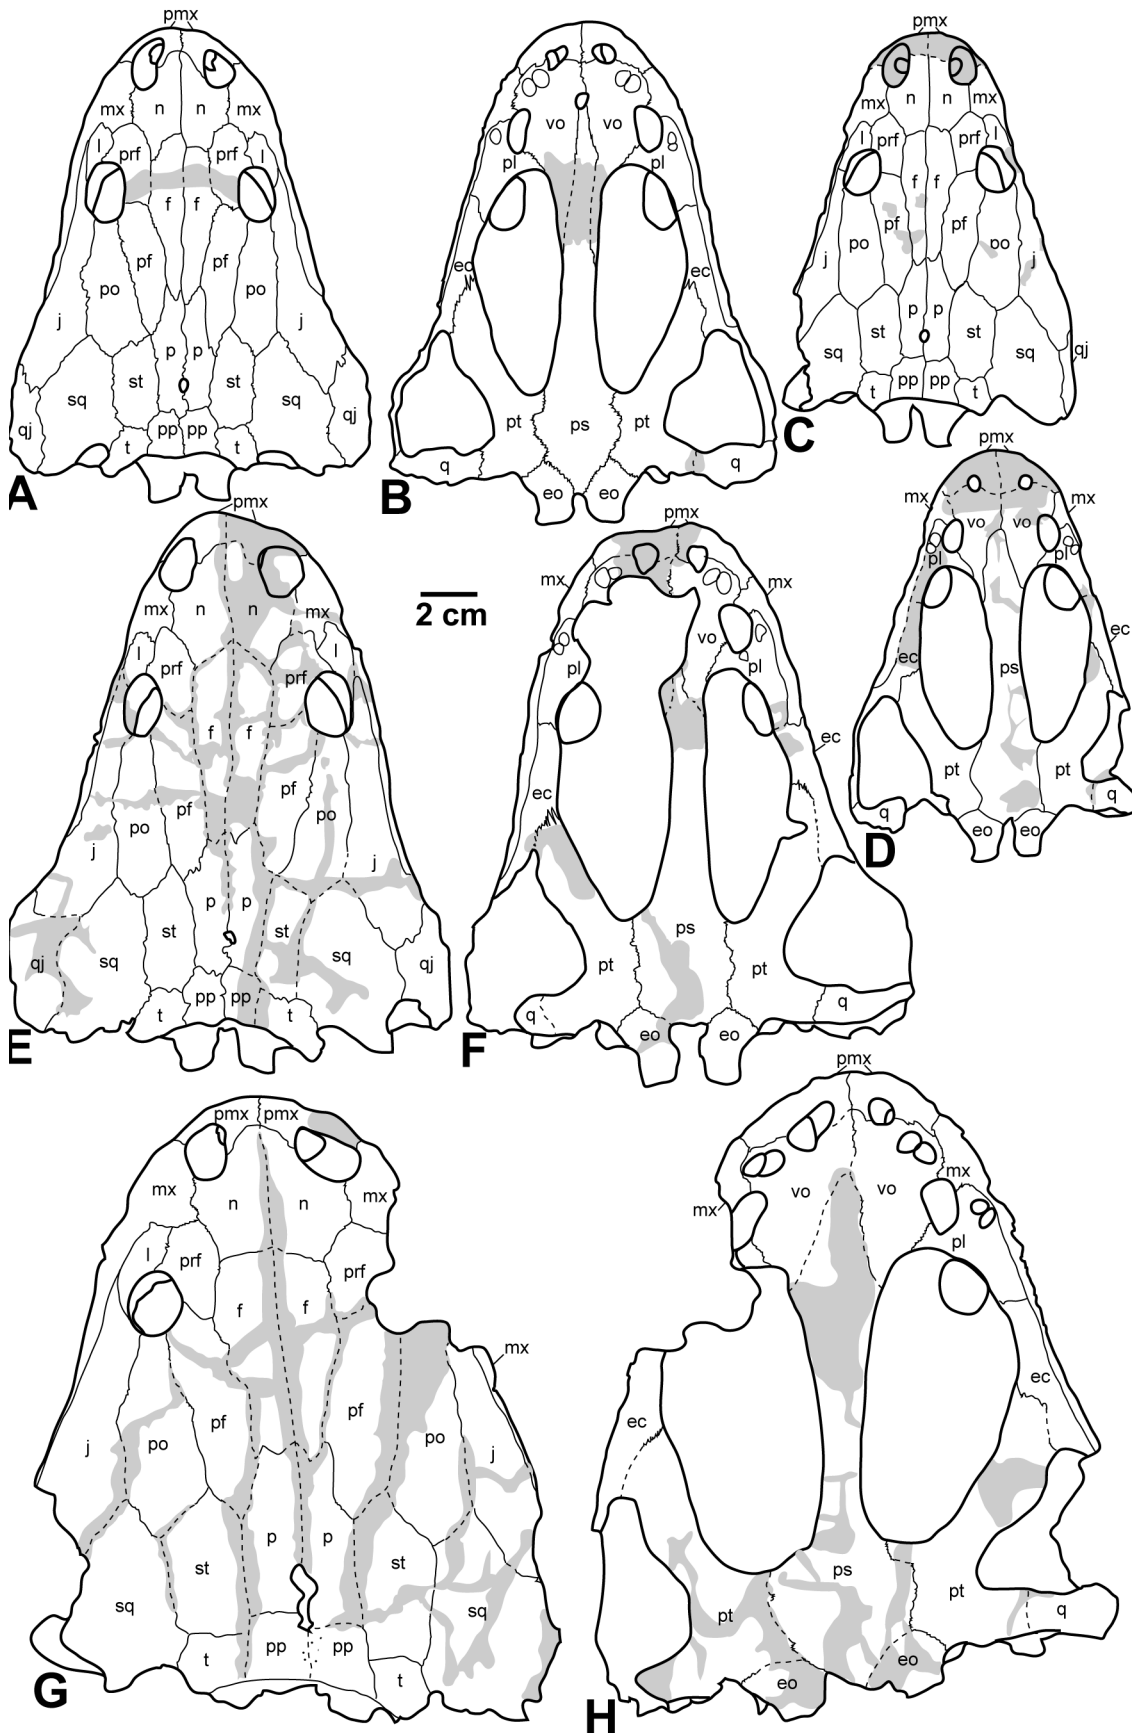 pmx
mx n n mx
l prf prf l
f f
pf pf
po po
j j
p p
st st
sq sq
qj pp pp qj
t t
A
vo vo
pl pl
ec ec
pt ps pt
q q
eo eo
B
pmx
mx n n mx
l prf prf l
f f
pf pf
po po
j j
p p
st st
sq sq qj
pp pp
t t
C
pmx
mx mx
vo vo
pl pl
ec
ec
ps
pt pt
q q
eo eo
D
pmx
mx n n mx
l prf prf l
f f
pf pf
po po
j j
p p
st st
sq sq
qj pp pp qj
t t
E
2 cm
pmx
mx mx
vo
pl pl
ec
ec
ps
pt pt
q q
eo eo
F
pmx pmx
mx n n mx
l prf prf
f f
mx
pf pf
j po po j
p p
st st
sq sq
pp pp
t t
G
pmx
vo vo mx
mx
pl
ec
ec
ps
pt pt
q
eo eo
H